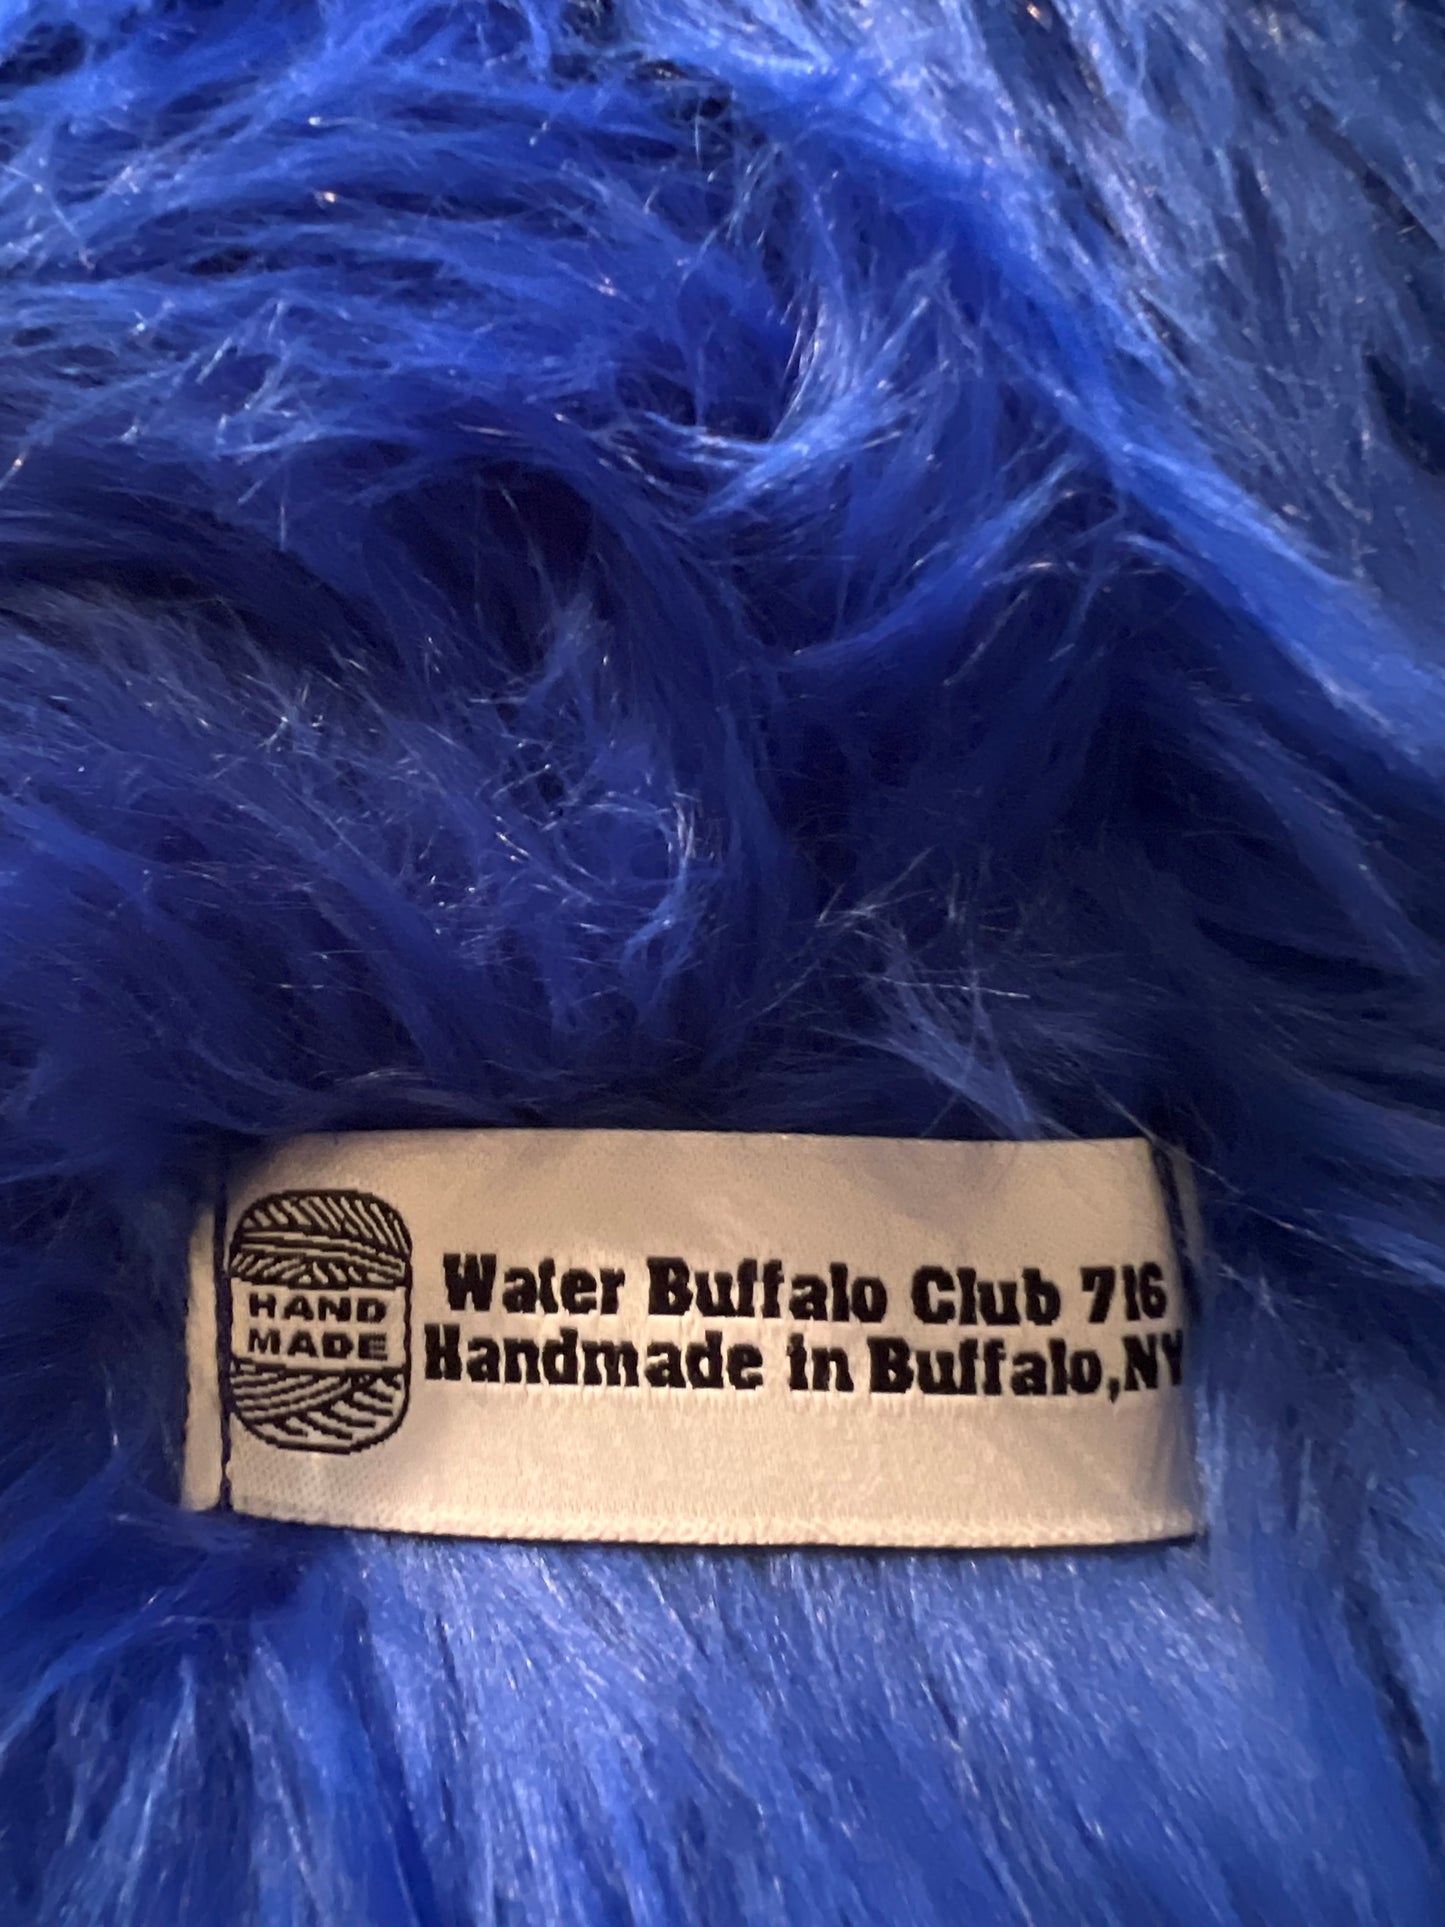 HAND
MADE
Water Buffalo Club 716
Handmade in Buffalo,NY